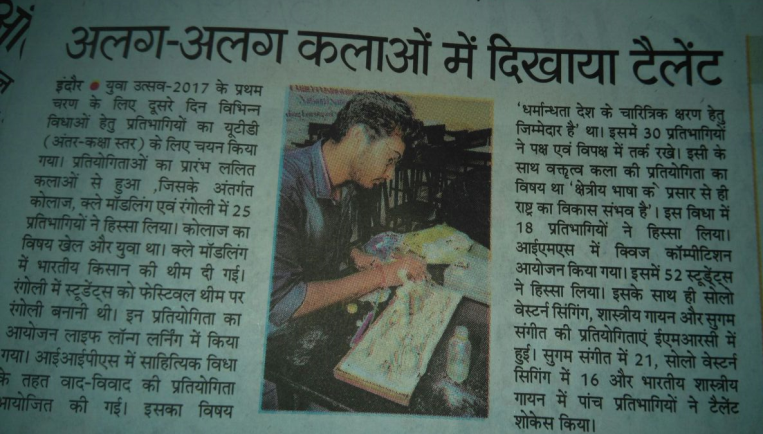 अलग-अलग कलाओं में दिखाया टैलेंट
इंदौर • युवा उत्सव-2017 के प्रथम
चरण के लिए दूसरे दिन विभिन्न
विधाओं हेतु प्रतिभागियों का यूटीडी
(अंतर-कक्षा स्तर) के लिए चयन किया
गया। प्रतियोगिताओं का प्रारंभ ललित
कलाओं से हुआ ,जिसके अंतर्गत
कोलाज, क्ले मॉडलिंग एवं रंगोली में 25
प्रतिभागियों ने हिस्सा लिया। कोलाज का
विषय खेल और युवा था। क्ले मॉडलिंग
में भारतीय किसान की थीम दी गई।
रंगोली में स्टूडेंट्स को फेस्टिवल थीम पर
रंगोली बनानी थी। इन प्रतियोगिता का
आयोजन लाइफ लॉन्ग लर्निंग में किया
गया। आईआईपीएस में साहित्यिक विधा
के तहत वाद-विवाद की प्रतियोगिता
आयोजित की गई। इसका विषय
'धर्मान्धता देश के चारित्रिक क्षरण हेतु
जिम्मेदार है' था। इसमें 30 प्रतिभागियों
ने पक्ष एवं विपक्ष में तर्क रखे। इसी के
साथ वक्तृत्व कला की प्रतियोगिता का
विषय था 'क्षेत्रीय भाषा के प्रसार से ही
राष्ट्र का विकास संभव है'। इस विधा में
18 प्रतिभागियों ने हिस्सा लिया।
आईएमएस में क्विज कॉम्पीटिशन
आयोजन किया गया। इसमें 52 स्टूडेंट्स
ने हिस्सा लिया। इसके साथ ही सोलो
वेस्टर्न सिंगिंग, शास्त्रीय गायन और सुगम
संगीत की प्रतियोगिताएं ईएमआरसी में
हुई। सुगम संगीत में 21, सोलो वेस्टर्न
सिगिंग में 16 और भारतीय शास्त्रीय
गायन में पांच प्रतिभागियों ने टैलेंट
शोकेस किया।